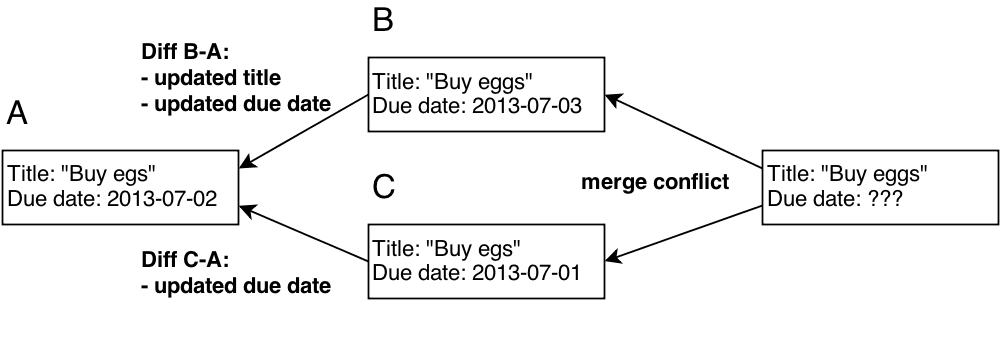 B
Diff B-A:
- updated title
- updated due date
Title: "Buy eggs"
Due date: 2013-07-03
A
Title: "Buy egs"
Due date: 2013-07-02
C
merge conflict
Title: "Buy eggs"
Due date: ???
Title: "Buy egs"
Due date: 2013-07-01
Diff C-A:
- updated due date